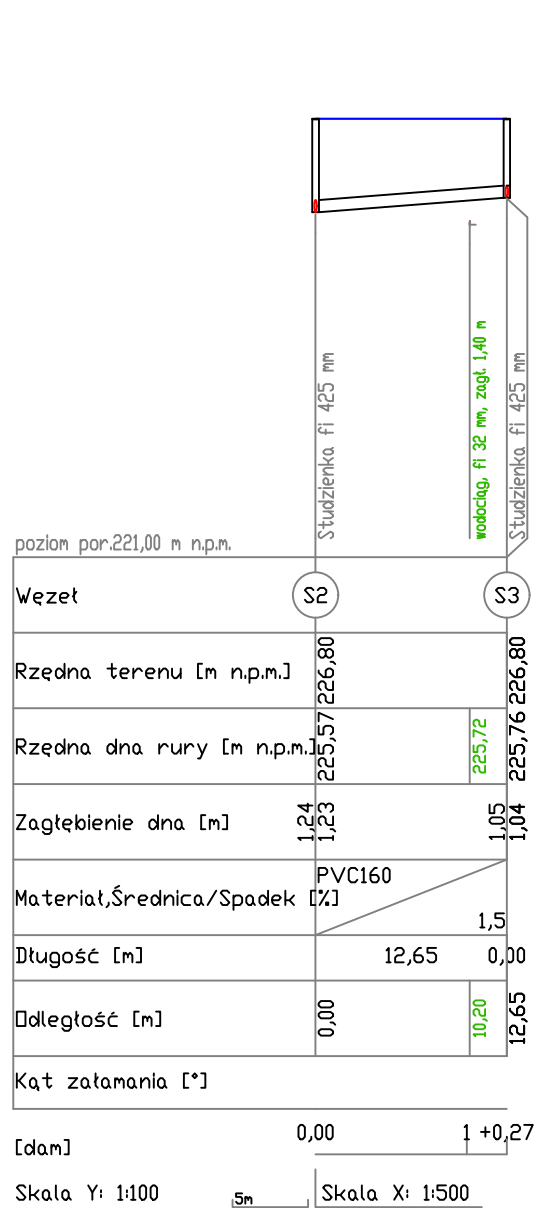 Studzienka fi 425 mm
wodociąg, fi 32 mm, zagł. 1,40 m
Studzienka fi 425 mm
poziom por.221,00 m n.p.m.
Węzeł S2 S3
Rzędna terenu [m n.p.m.] 226,80 226,80
Rzędna dna rury [m n.p.m.] 225,57 225,72 225,76
Zagłębienie dna [m] 1,24 1,23 1,05 1,04
PVC160
Materiał,Średnica/Spadek [%]
1,5
Długość [m] 12,65 0,00
Odległość [m] 0,00 10,20 12,65
Kąt załamania [°]
0,00 1 +0,27
[dam]
Skala Y: 1:100 5m Skala X: 1:500